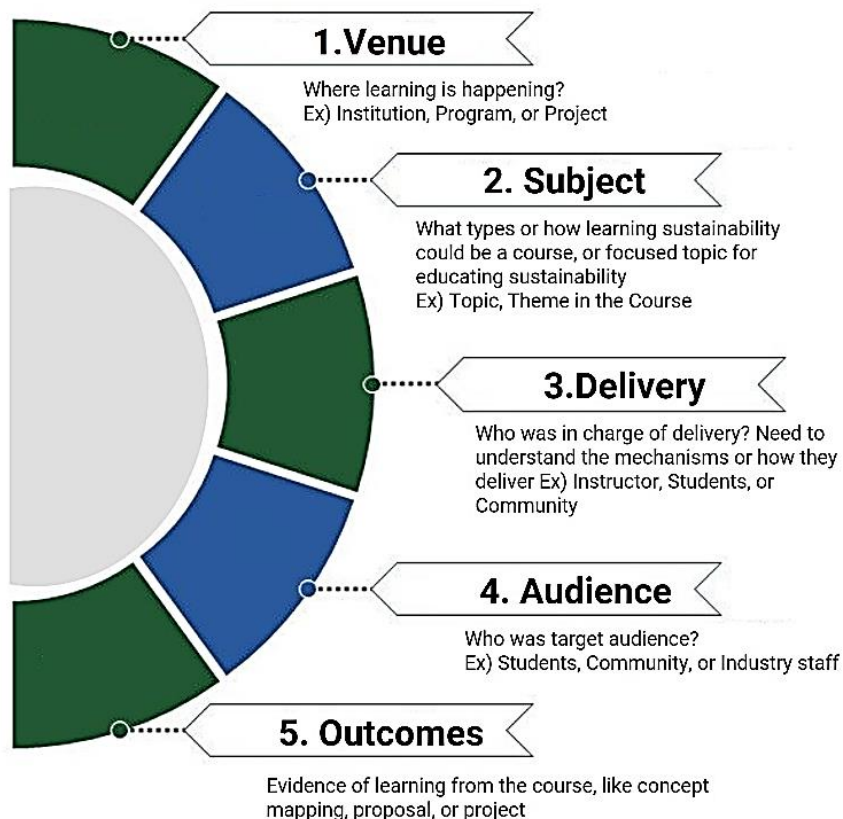 1.Venue
Where learning is happening?
Ex) Institution, Program, or Project
2. Subject
What types or how learning sustainability
could be a course, or focused topic for
educating sustainability
Ex) Topic, Theme in the Course
3.Delivery
Who was in charge of delivery? Need to
understand the mechanisms or how they
deliver Ex) Instructor, Students, or
Community
4. Audience
Who was target audience?
Ex) Students, Community, or Industry staff
5. Outcomes
Evidence of learning from the course, like concept
mapping, proposal, or project